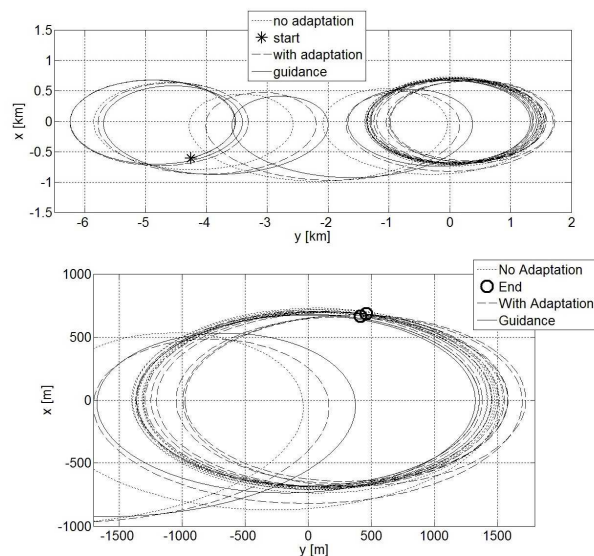 no adaptation
start
with adaptation
guidance
x [km]
1.5
1
0.5
0
-0.5
-1
-1.5
-6
-5
-4
-3
-2
-1
0
1
2
y [km]
No Adaptation
End
With Adaptation
Guidance
x [m]
1000
500
0
-500
-1000
-1500
-1000
-500
0
500
1000
1500
y [m]